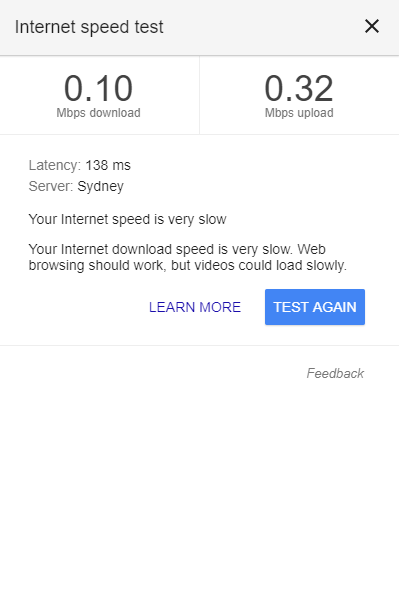 Internet speed test
0.10 0.32
Mbps download Mbps upload
Latency: 138 ms
Server: Sydney
Your Internet speed is very slow
Your Internet download speed is very slow. Web
browsing should work, but videos could load slowly.
LEARN MORE TEST AGAIN
Feedback